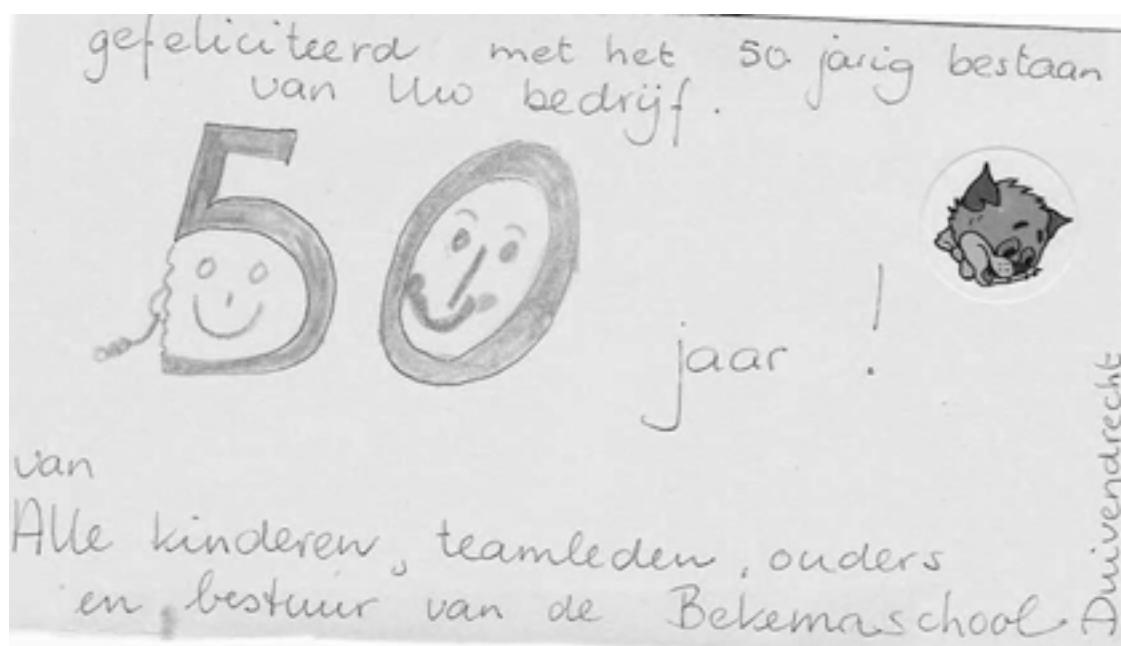 gefeliciteerd met het 50 jarig bestaan
van Uw bedrijf.
50 jaar!
van
Alle kinderen, teamleden, ouders
en bestuur van de Bekemaschool
Duivendrecht